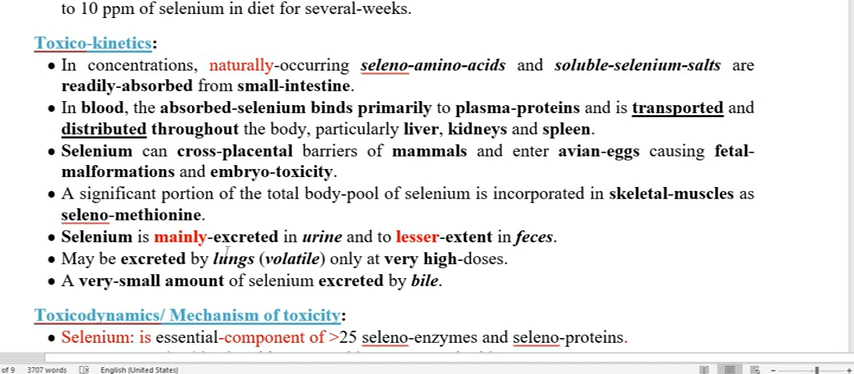 to 10 ppm of selenium in diet for several-weeks.
Toxico-kinetics:
• In concentrations, naturally-occurring seleno-amino-acids and soluble-selenium-salts are
readily-absorbed from small-intestine.
• In blood, the absorbed-selenium binds primarily to plasma-proteins and is transported and
distributed throughout the body, particularly liver, kidneys and spleen.
• Selenium can cross-placental barriers of mammals and enter avian-eggs causing fetal-
malformations and embryo-toxicity.
• A significant portion of the total body-pool of selenium is incorporated in skeletal-muscles as
seleno-methionine.
• Selenium is mainly-excreted in urine and to lesser-extent in feces.
• May be excreted by lungs (volatile) only at very high-doses.
• A very-small amount of selenium excreted by bile.
Toxicodynamics/ Mechanism of toxicity:
• Selenium: is essential-component of >25 seleno-enzymes and seleno-proteins.
of 9 3707 words English (United States)